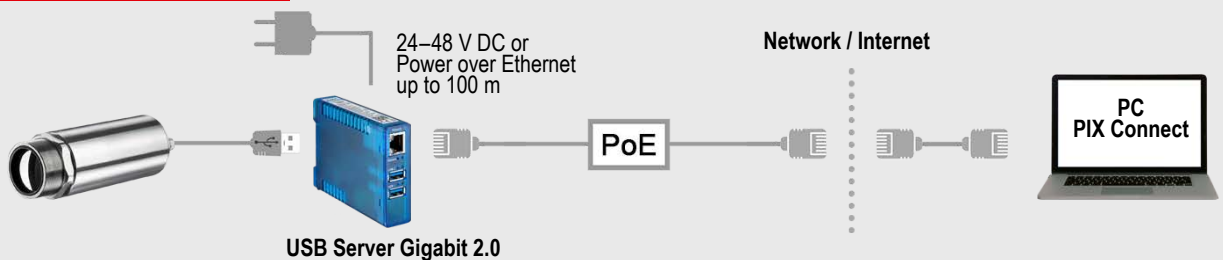 24–48 V DC or
Power over Ethernet
up to 100 m
Network / Internet
PoE
PC
PIX Connect
USB Server Gigabit 2.0